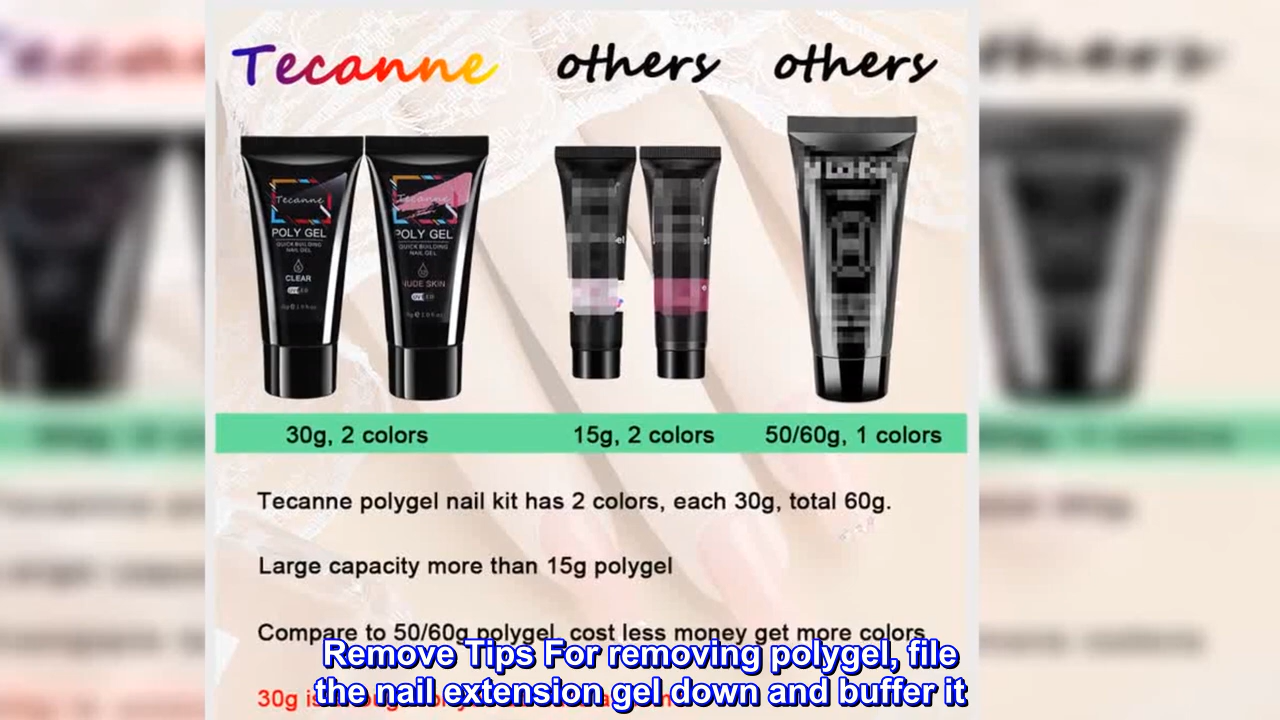 Tecanne others others
Tecanne Tecanne
POLY GEL POLY GEL
QUICK BUILDING QUICK BUILDING
NAIL GEL NAIL GEL
CLEAR NUDE SKIN
30g, 2 colors 15g, 2 colors 50/60g, 1 colors
Tecanne polygel nail kit has 2 colors, each 30g, total 60g.
Large capacity more than 15g polygel
Compare to 50/60g polygel, cost less money get more colors
Remove Tips For removing polygel, file
the nail extension gel down and buffer it
30g